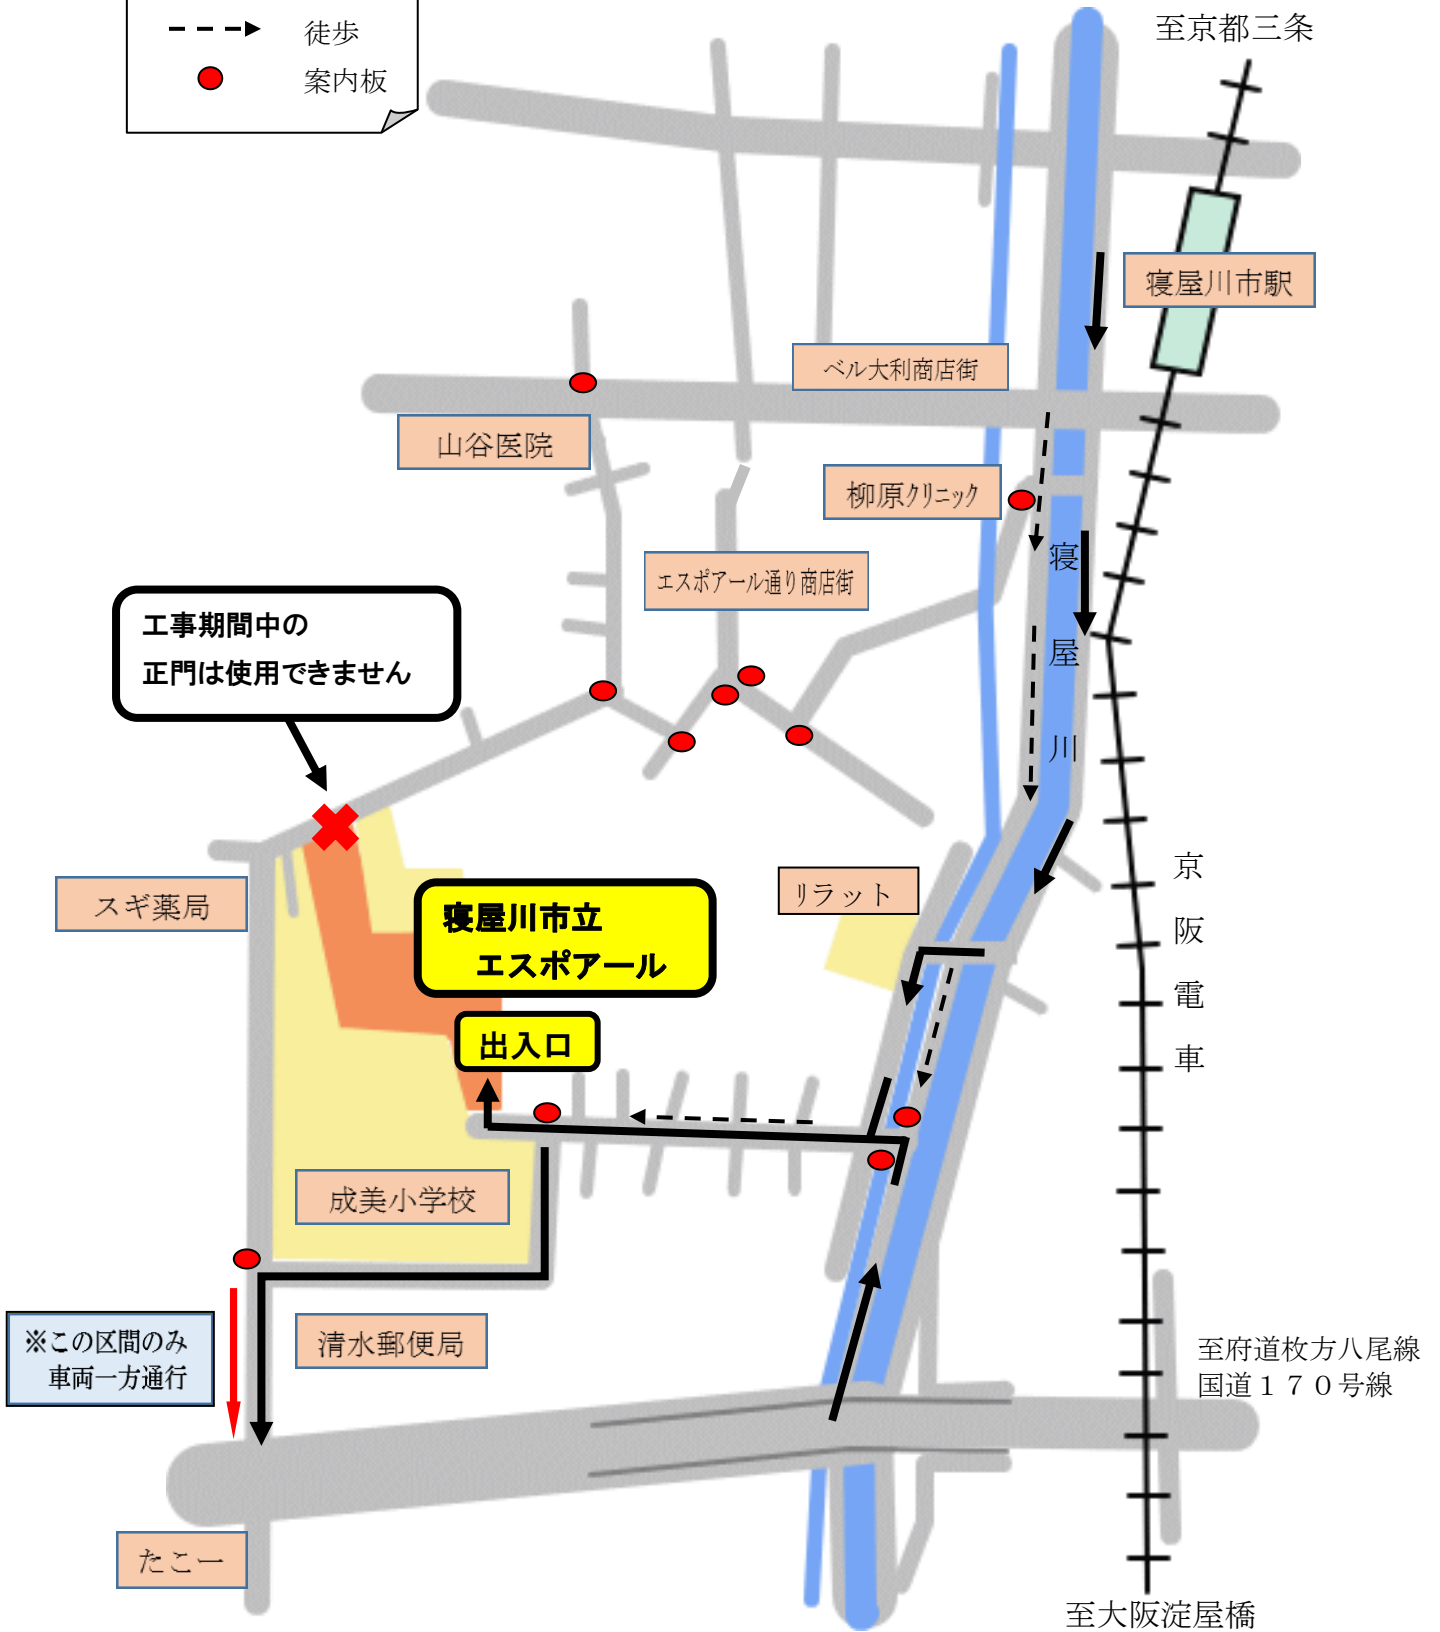 徒歩
案内板
至京都三条
寝屋川市駅
ベル大利商店街
山谷医院
柳原クリニック
エスポアール通り商店街
寝屋川
工事期間中の
正門は使用できません
京阪電車
スギ薬局
リラット
寝屋川市立
エスポアール
出入口
成美小学校
清水郵便局
※この区間のみ
車両一方通行
至府道枚方八尾線
国道１７０号線
たこ一
至大阪淀屋橋